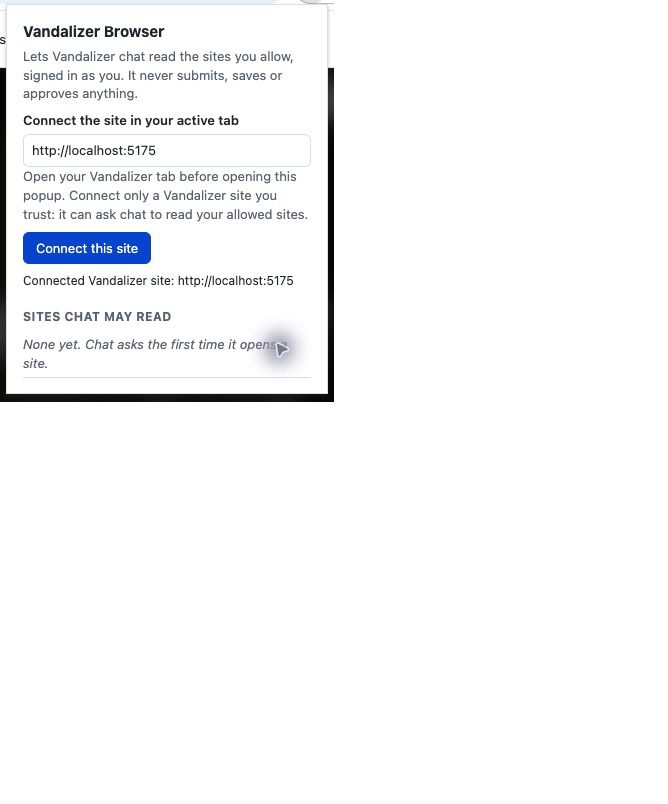 s
Vandalizer Browser
Lets Vandalizer chat read the sites you allow,
signed in as you. It never submits, saves or
approves anything.
Connect the site in your active tab
http://localhost:5175
Open your Vandalizer tab before opening this
popup. Connect only a Vandalizer site you
trust: it can ask chat to read your allowed sites.
Connect this site
Connected Vandalizer site: http://localhost:5175
SITES CHAT MAY READ
None yet. Chat asks the first time it opens a
site.